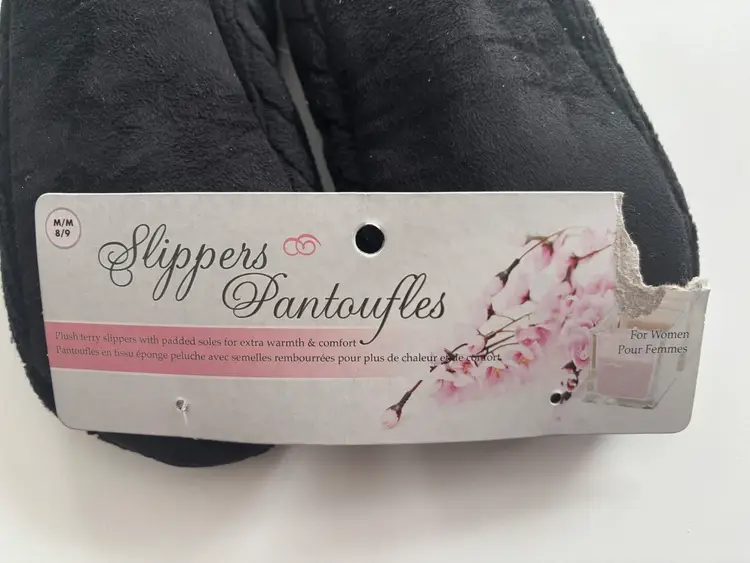 M/M
8/9
Slippers
Pantoufles
Plush terry slippers with padded soles for extra warmth & comfort
Pantoufles en tissu éponge peluche avec semelles rembourrées pour plus de chaleur et de confort
For Women
Pour Femmes